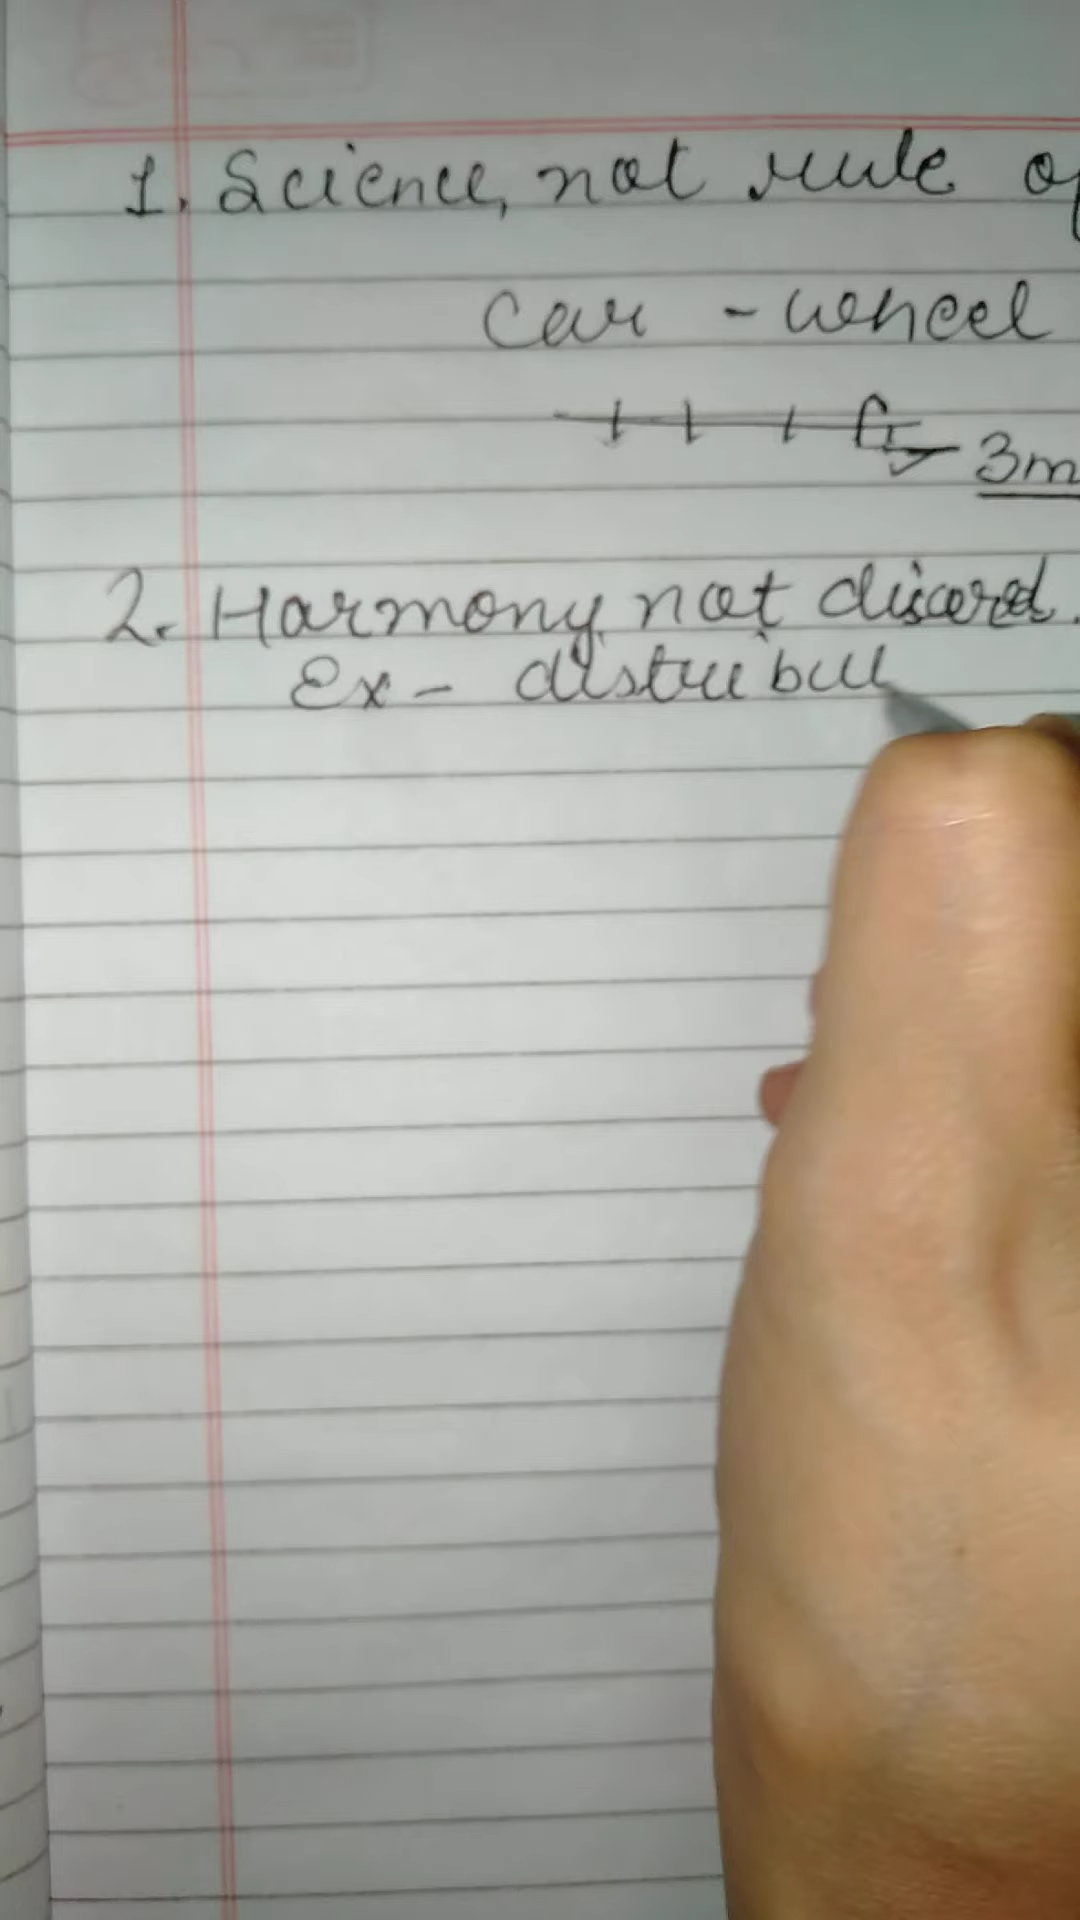 1. Science, not rule of
Car - wheel
3m
2. Harmony, not discord.
Ex - distribu